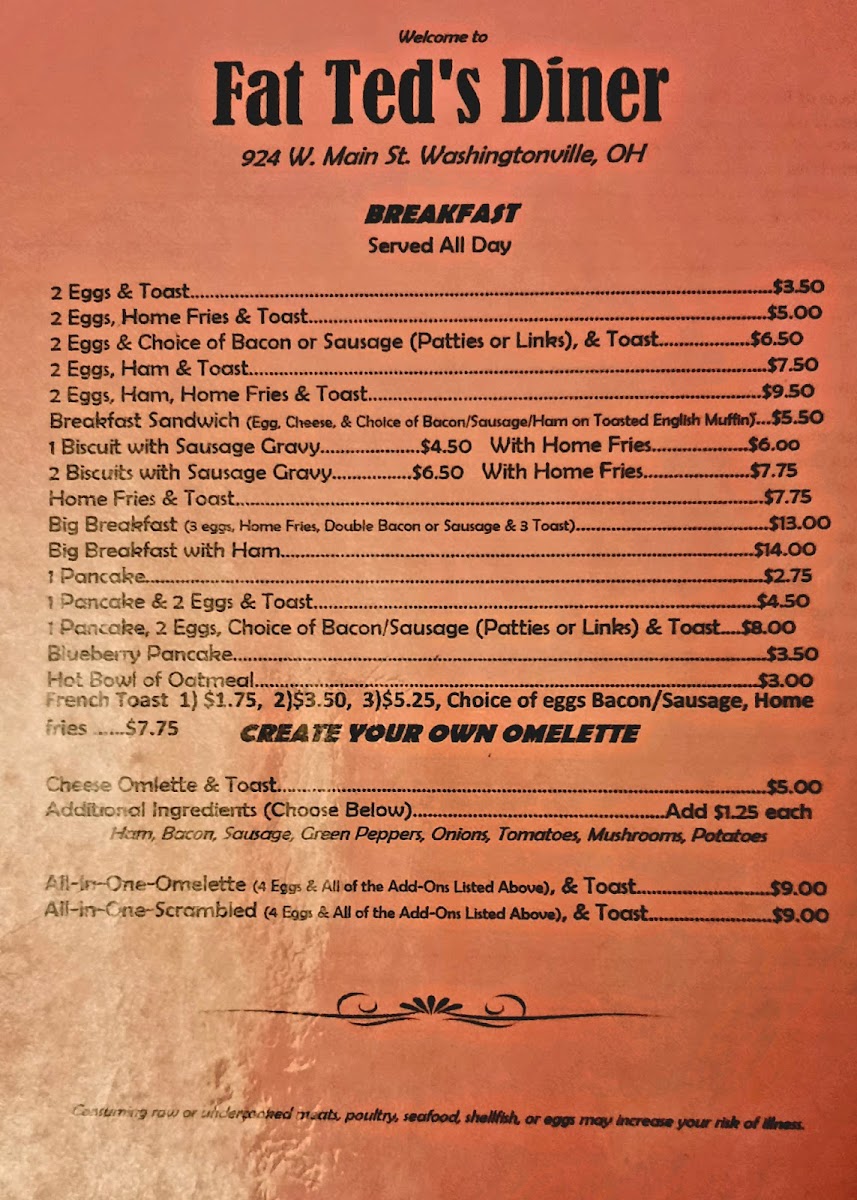 Welcome to
Fat Ted's Diner
924 W. Main St. Washingtonville, OH
BREAKFAST
Served All Day
2 Eggs & Toast...$3.50
2 Eggs, Home Fries & Toast...$5.00
2 Eggs & Choice of Bacon or Sausage (Patties or Links), & Toast...$6.50
2 Eggs, Ham & Toast...$7.50
2 Eggs, Ham, Home Fries & Toast...$9.50
Breakfast Sandwich (Egg, Cheese, & Choice of Bacon/Sausage/Ham on Toasted English Muffin)...$5.50
1 Biscuit with Sausage Gravy...$4.50 With Home Fries...$6.00
2 Biscuits with Sausage Gravy...$6.50 With Home Fries...$7.75
Home Fries & Toast...$7.75
Big Breakfast (3 eggs, Home Fries, Double Bacon or Sausage & 3 Toast)...$13.00
Big Breakfast with Ham...$14.00
1 Pancake...$2.75
1 Pancake & 2 Eggs & Toast...$4.50
1 Pancake, 2 Eggs, Choice of Bacon/Sausage (Patties or Links) & Toast....$8.00
Blueberry Pancake...$3.50
Hot Bowl of Oatmeal...$3.00
French Toast 1) $1.75, 2)$3.50, 3)$5.25, Choice of eggs Bacon/Sausage, Home
fries ......$7.75
CREATE YOUR OWN OMELETTE
Cheese Omlette & Toast...$5.00
Additional Ingredients (Choose Below)...Add $1.25 each
Ham, Bacon, Sausage, Green Peppers, Onions, Tomatoes, Mushrooms, Potatoes
All-in-One-Omelette (4 Eggs & All of the Add-Ons Listed Above), & Toast...$9.00
All-in-One-Scrambled (4 Eggs & All of the Add-Ons Listed Above), & Toast...$9.00
Consuming raw or undercooked meats, poultry, seafood, shellfish, or eggs may increase your risk of illness.